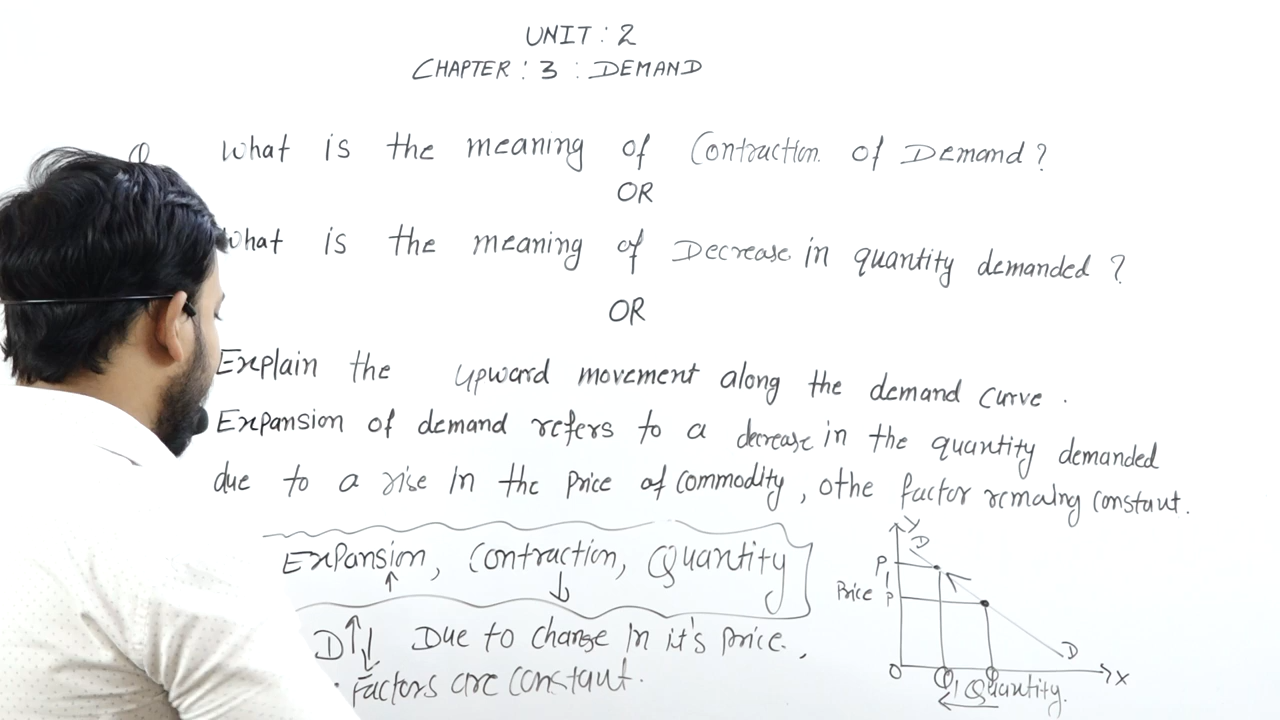 UNIT : 2
CHAPTER : 3 : DEMAND
Q What is the meaning of Contraction of Demand ?
OR
What is the meaning of Decrease in quantity demanded ?
OR
Explain the upward movement along the demand curve .
Expansion of demand refers to a decrease in the quantity demanded
due to a rise in the price of commodity , othe factor remaing constant .
Expansion, Contraction, Quantity
↑ ↓
D↑↓ Due to change in it's price . ,
Factors are constant .
Y
D
P1
Price P
D
O Q1 Q X
Quantity.